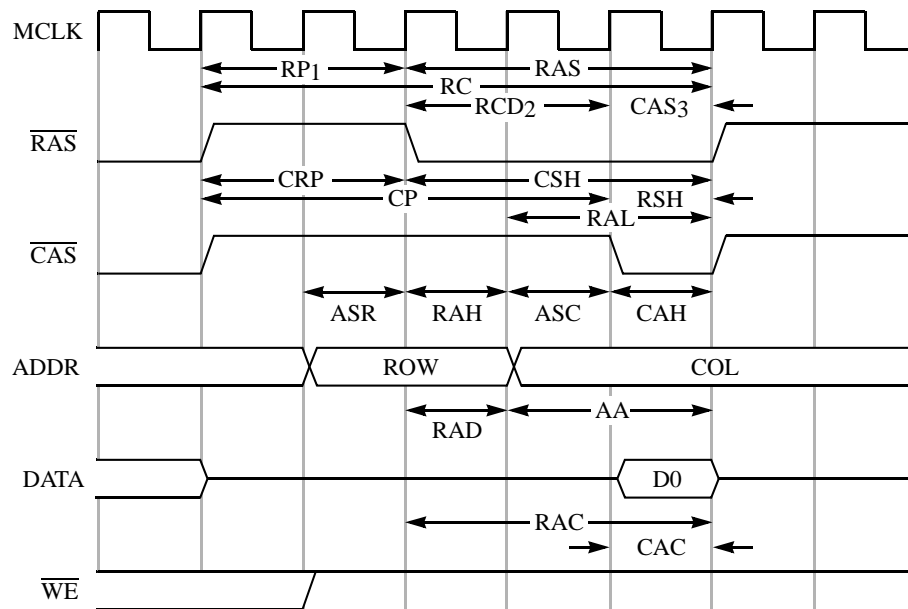 MCLK
RP1 RAS
RC
RCD2 CAS3
RAS
CRP CSH
CP RSH
RAL
CAS
ASR RAH ASC CAH
ADDR ROW COL
RAD AA
DATA D0
RAC
CAC
WE